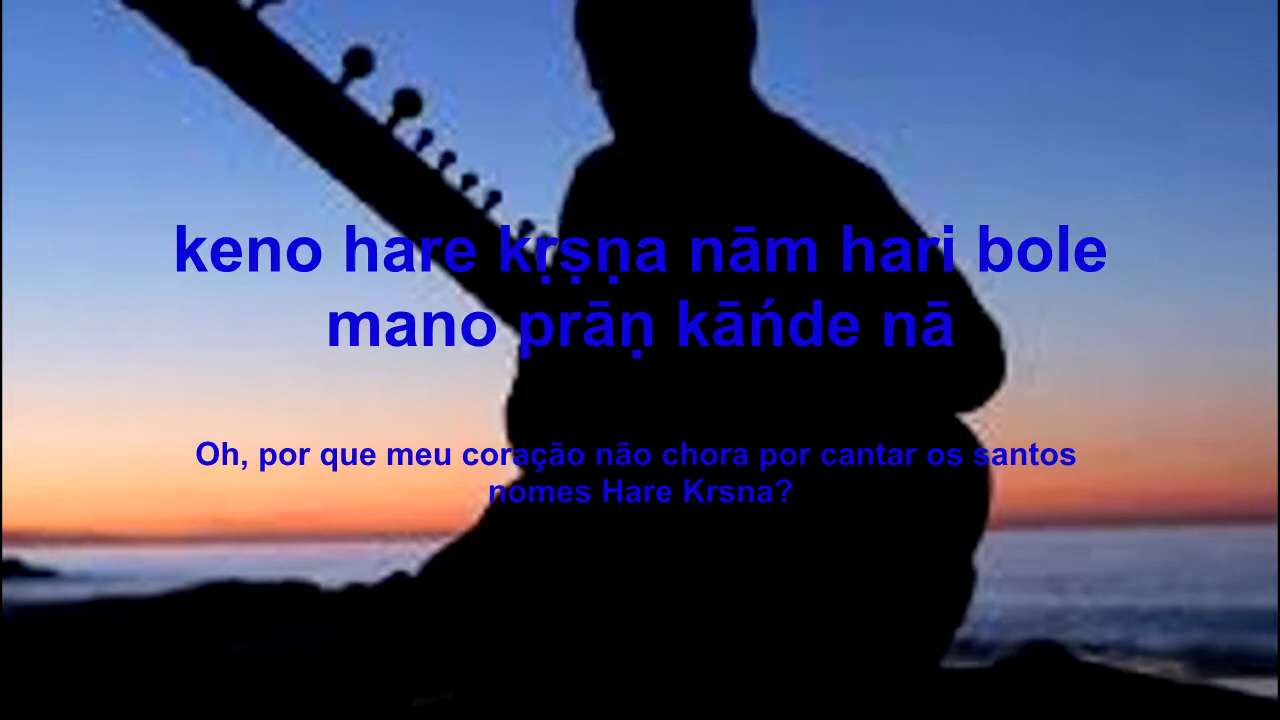 keno hare kṛṣṇa nām hari bole
mano prāṇ kāńde nā
Oh, por que meu coração não chora por cantar os santos
nomes Hare Krsna?